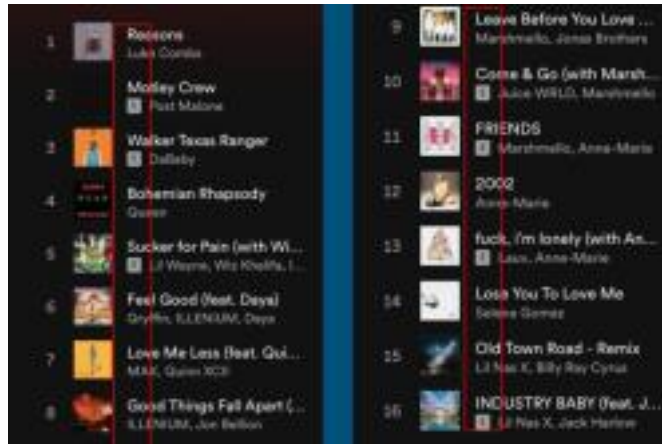 1
Reasons
Luke Combs
2
Motley Crew
E Post Malone
3
Walker Texas Ranger
E DaBaby
4
Bohemian Rhapsody
Queen
5
Sucker for Pain (with Wi...
E Lil Wayne, Wiz Khalifa, I...
6
Feel Good (feat. Daya)
Gryffin, ILLENIUM, Daya
7
Love Me Less (feat. Qui...
MAX, Quinn XCII
8
Good Things Fall Apart (...
ILLENIUM, Jon Bellion
9
Leave Before You Love ...
Marshmello, Jonas Brothers
10
Come & Go (with Marsh...
E Juice WRLD, Marshmello
11
FRIENDS
E Marshmello, Anne-Marie
12
2002
Anne-Marie
13
fuck, i'm lonely (with An...
E Lauv, Anne-Marie
14
Lose You To Love Me
Selena Gomez
15
Old Town Road - Remix
Lil Nas X, Billy Ray Cyrus
16
INDUSTRY BABY (feat. J...
E Lil Nas X, Jack Harlow